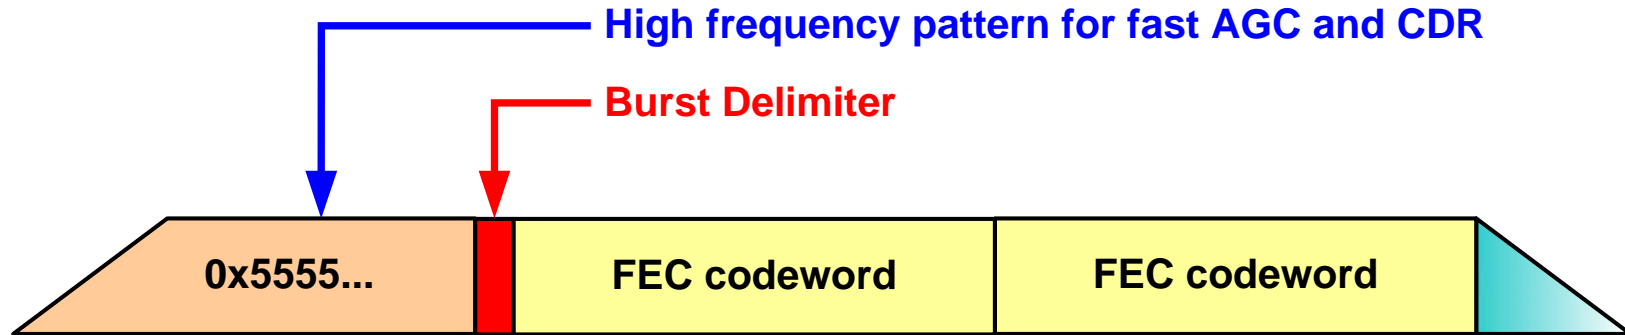 High frequency pattern for fast AGC and CDR
Burst Delimiter
0x5555...
FEC codeword
FEC codeword